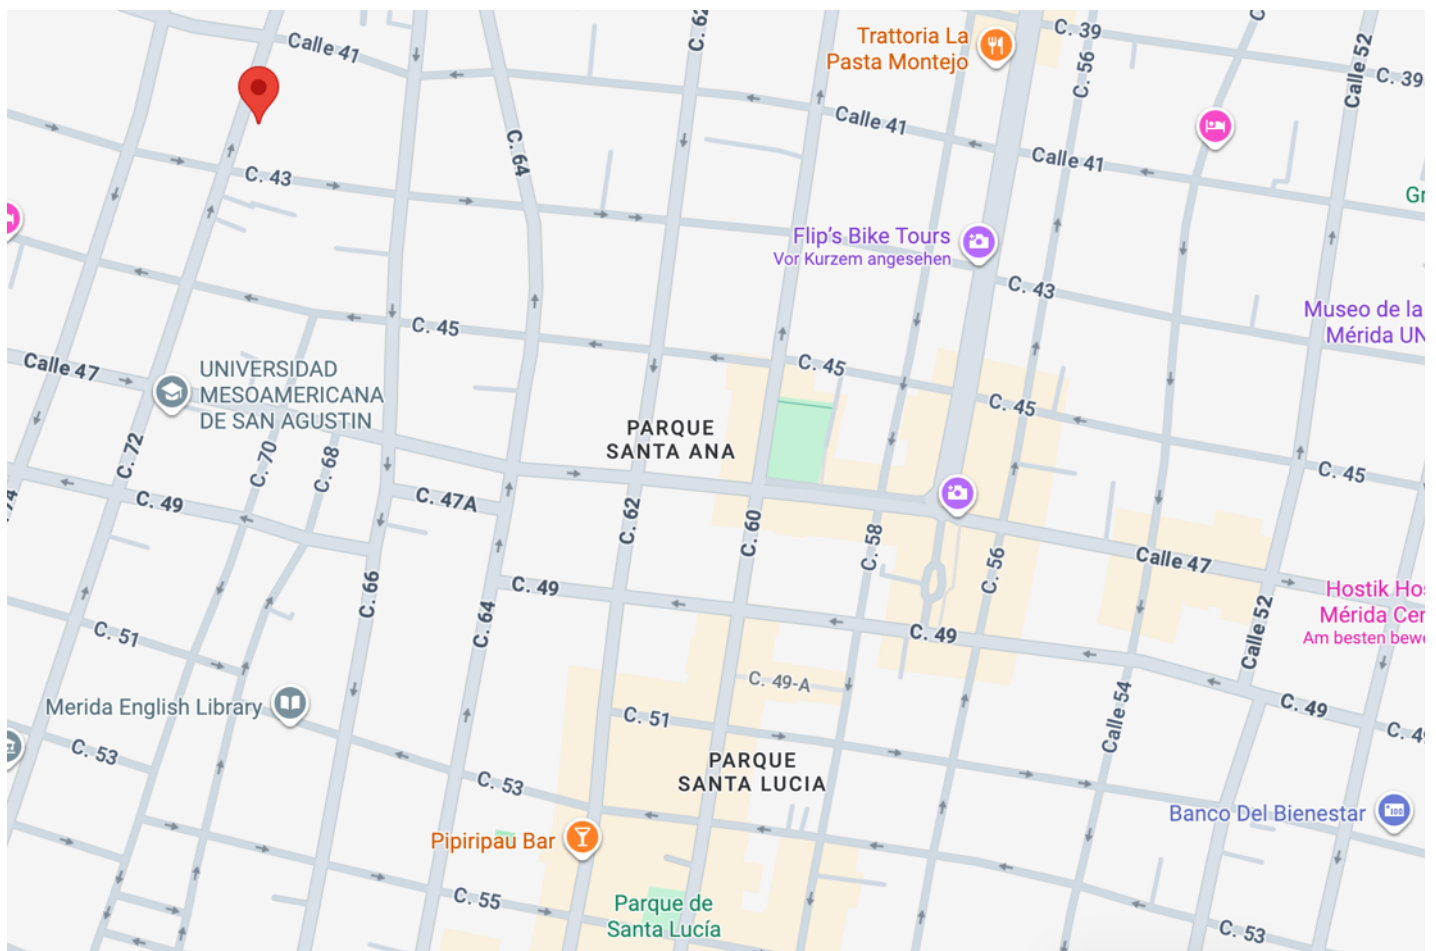 Calle 41
C. 62
Trattoria La
Pasta Montejo
C. 39
C. 56
Calle 52
C. 39
C. 64
Calle 41
Calle 41
C. 43
Gr
Flip's Bike Tours
Vor Kurzem angesehen
C. 43
Museo de la
Mérida UN
C. 45
Calle 47
UNIVERSIDAD
MESOAMERICANA
DE SAN AGUSTIN
C. 45
C. 45
PARQUE
SANTA ANA
C. 72
C. 70
C. 68
C. 45
C. 49
C. 47A
C. 62
C. 60
C. 58
C. 56
Calle 47
C. 66
C. 49
C. 64
Hostik Hos
Mérida Cen
Am besten bewe
Calle 52
C. 51
C. 49
C. 49-A
Merida English Library
C. 51
Calle 54
C. 49
C. 49
C. 53
PARQUE
SANTA LUCIA
C. 53
Banco Del Bienestar
Pipiripau Bar
C. 55
Parque de
Santa Lucía
C. 53